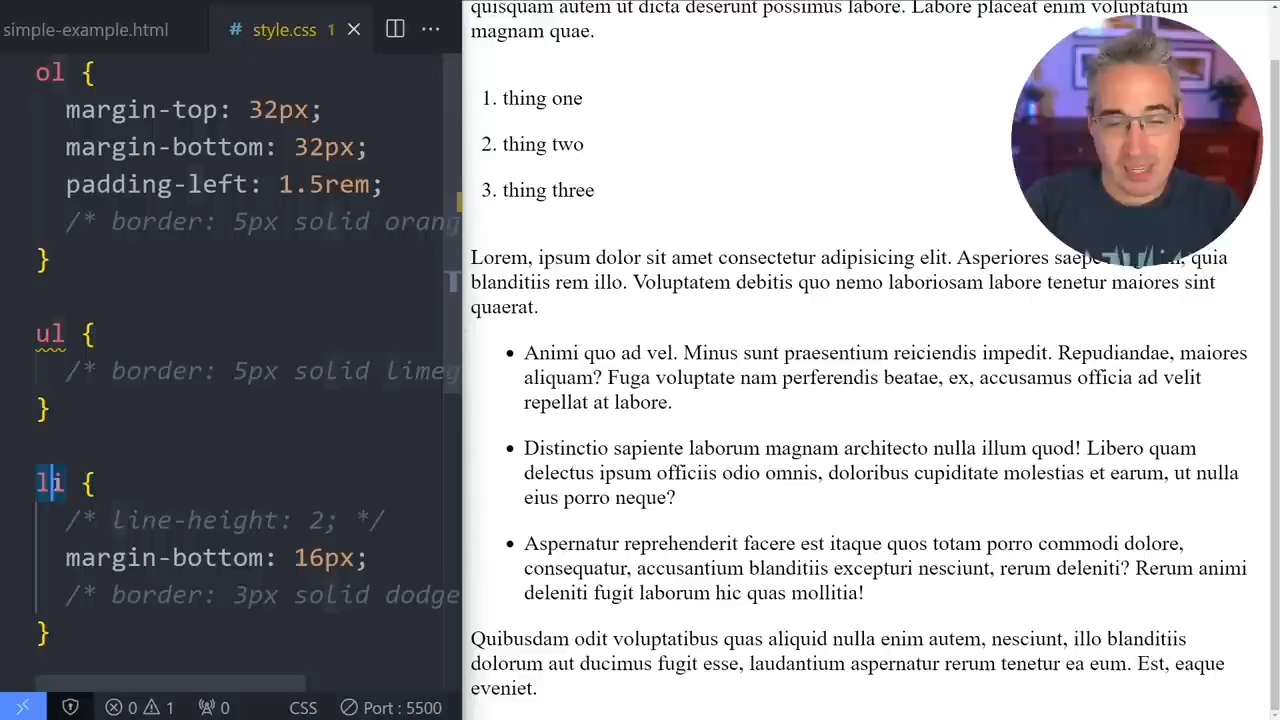 simple-example.html
# style.css 1
ol {
margin-top: 32px;
margin-bottom: 32px;
padding-left: 1.5rem;
/* border: 5px solid orang
}
ul {
/* border: 5px solid limeg
}
li {
/* line-height: 2; */
margin-bottom: 16px;
/* border: 3px solid dodge
}
0 1 0 CSS Port : 5500
quisquam autem ut dicta deserunt possimus labore. Labore placeat enim voluptatum
magnam quae.
1. thing one
2. thing two
3. thing three
Lorem, ipsum dolor sit amet consectetur adipisicing elit. Asperiores saepe quia
blanditiis rem illo. Voluptatem debitis quo nemo laboriosam labore tenetur maiores sint
quaerat.
• Animi quo ad vel. Minus sunt praesentium reiciendis impedit. Repudiandae, maiores
aliquam? Fuga voluptate nam perferendis beatae, ex, accusamus officia ad velit
repellat at labore.
• Distinctio sapiente laborum magnam architecto nulla illum quod! Libero quam
delectus ipsum officiis odio omnis, doloribus cupiditate molestias et earum, ut nulla
eius porro neque?
• Aspernatur reprehenderit facere est itaque quos totam porro commodi dolore,
consequatur, accusantium blanditiis excepturi nesciunt, rerum deleniti? Rerum animi
deleniti fugit laborum hic quas mollitia!
Quibusdam odit voluptatibus quas aliquid nulla enim autem, nesciunt, illo blanditiis
dolorum aut ducimus fugit esse, laudantium aspernatur rerum tenetur ea eum. Est, eaque
eveniet.